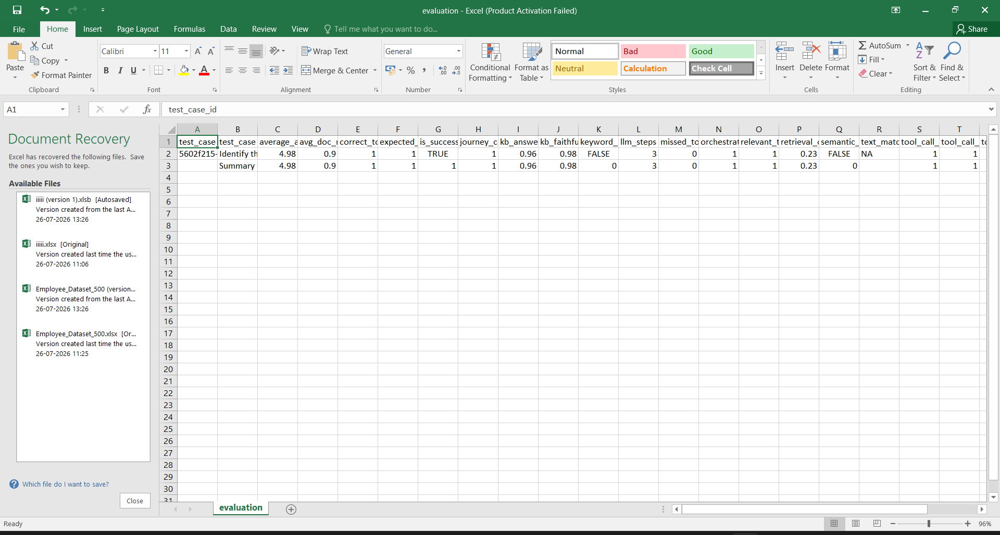 evaluation - Excel (Product Activation Failed)
File Home Insert Page Layout Formulas Data Review View Tell me what you want to do... Share
Paste
Cut
Copy
Format Painter
Clipboard
Calibri 11
B I U
Font
Wrap Text
Merge & Center
Alignment
General
Number
Conditional Formatting
Format as Table
Normal Bad Good
Neutral Calculation Check Cell
Styles
Insert Delete Format
Cells
AutoSum
Fill
Clear
Sort & Filter
Find & Select
Editing
A1 fx test_case_id
Document Recovery
Excel has recovered the following files. Save
the ones you wish to keep.
Available Files
iiiii (version 1).xlsb [Autosaved]
Version created from the last A...
26-07-2026 13:26
iiiii.xlsx [Original]
Version created last time the us...
26-07-2026 11:06
Employee_Dataset_500 (version...
Version created from the last A...
26-07-2026 13:26
Employee_Dataset_500.xlsx [Or...
Version created last time the us...
26-07-2026 11:25
Which file do I want to save?
Close
A B C D E F G H I J K L M N O P Q R S T
1 test_case test_case average_a avg_doc_r correct_to expected_ is_success journey_c kb_answe kb_faithfu keyword_ llm_steps missed_to orchestrat relevant_t retrieval_c semantic_ text_matc tool_call_ tool_call_ to
2 5602f215- Identify th 4.98 0.9 1 1 TRUE 1 0.96 0.98 FALSE 3 0 1 1 0.23 FALSE NA 1 1
3 Summary 4.98 0.9 1 1 1 1 0.96 0.98 0 3 0 1 1 0.23 0 1 1
4
5
6
7
8
9
10
11
12
13
14
15
16
17
18
19
20
21
22
23
24
25
26
27
28
29
30
31
evaluation
Ready
96%